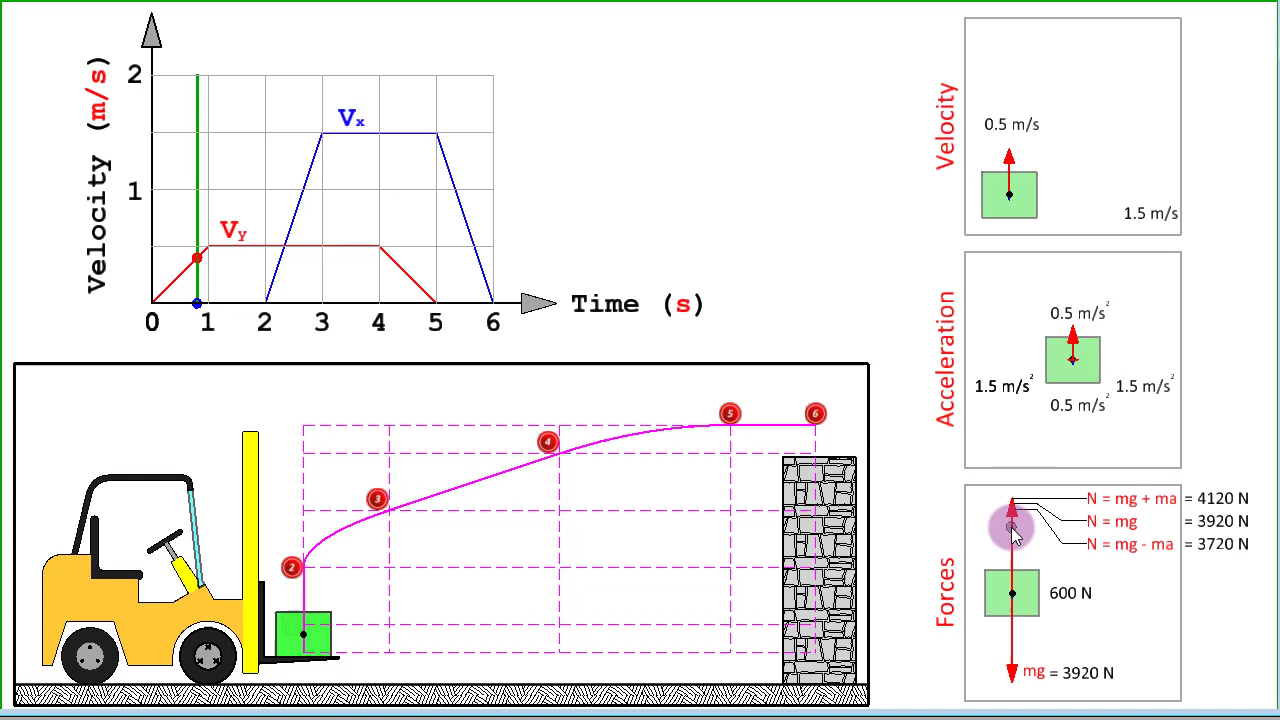 Velocity (m/s)
2
1
Vx
Vy
0 1 2 3 4 5 6
Time (s)
2
3
4
5
6
Velocity
0.5 m/s
1.5 m/s
Acceleration
0.5 m/s²
1.5 m/s²
1.5 m/s²
0.5 m/s²
Forces
N = mg + ma = 4120 N
N = mg = 3920 N
N = mg - ma = 3720 N
600 N
mg = 3920 N